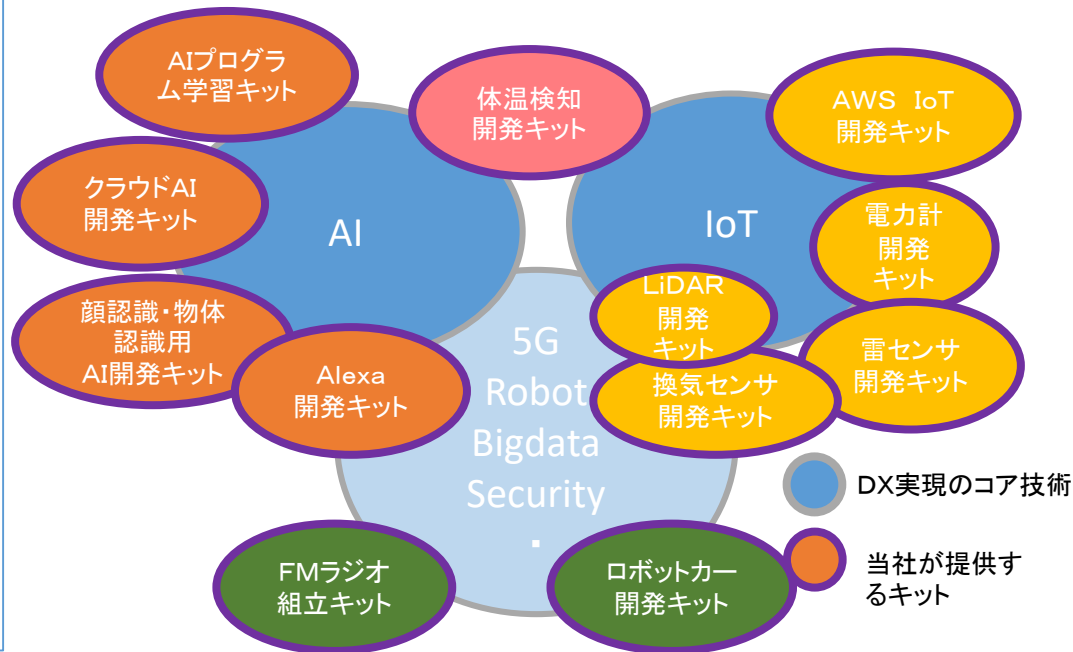 AIプログラ
ム学習キット
体温検知
開発キット
AWS IoT
開発キット
クラウドAI
開発キット
AI
IoT
電力計
開発
キット
顔認識・物体
認識用
AI開発キット
LiDAR
開発
キット
5G
Robot
Bigdata
Security
・
Alexa
開発キット
換気センサ
開発キット
雷センサ
開発キット
DX実現のコア技術
FMラジオ
組立キット
ロボットカー
開発キット
当社が提供す
るキット